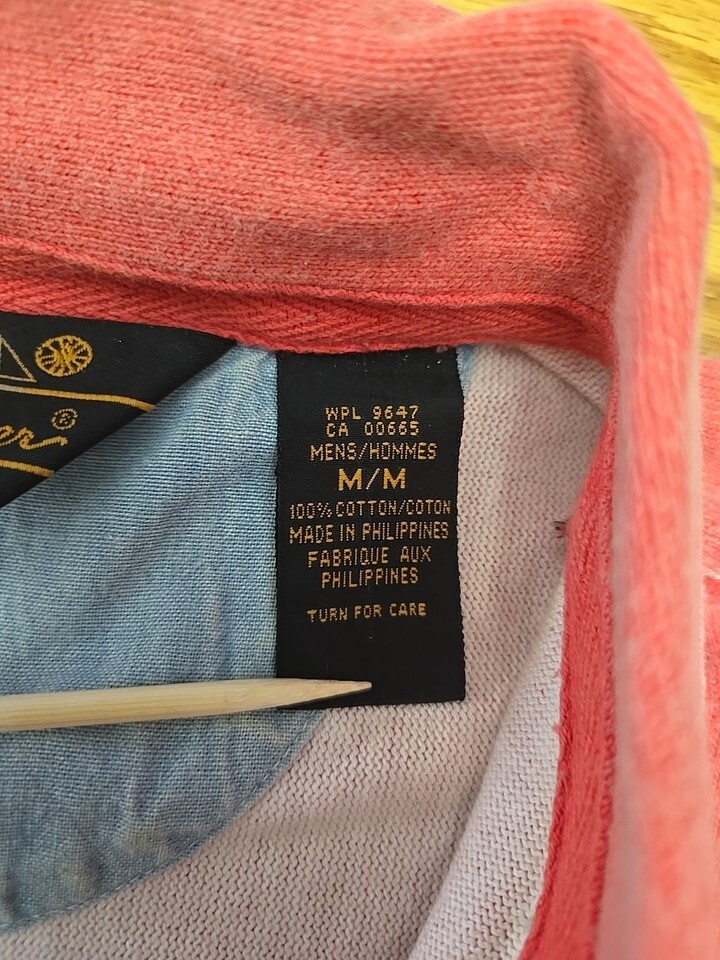 WPL 9647
CA 00665
MENS/HOMMES
M/M
100% COTTON/COTON
MADE IN PHILIPPINES
FABRIQUE AUX
PHILIPPINES
TURN FOR CARE